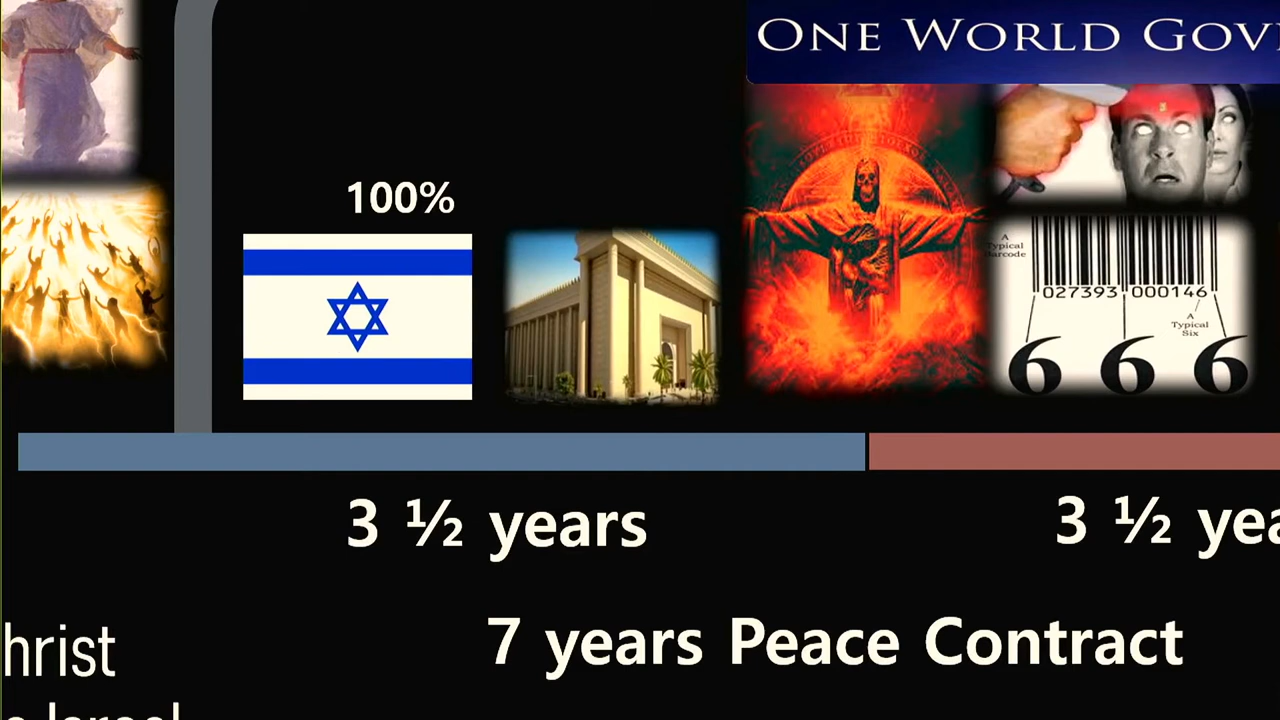 ONE WORLD GOV
100%
A
Typical
Barcode
027393 000146
A
Typical
Six
6 6 6
3 ½ years
3 ½ yea
7 years Peace Contract
hrist
Israel